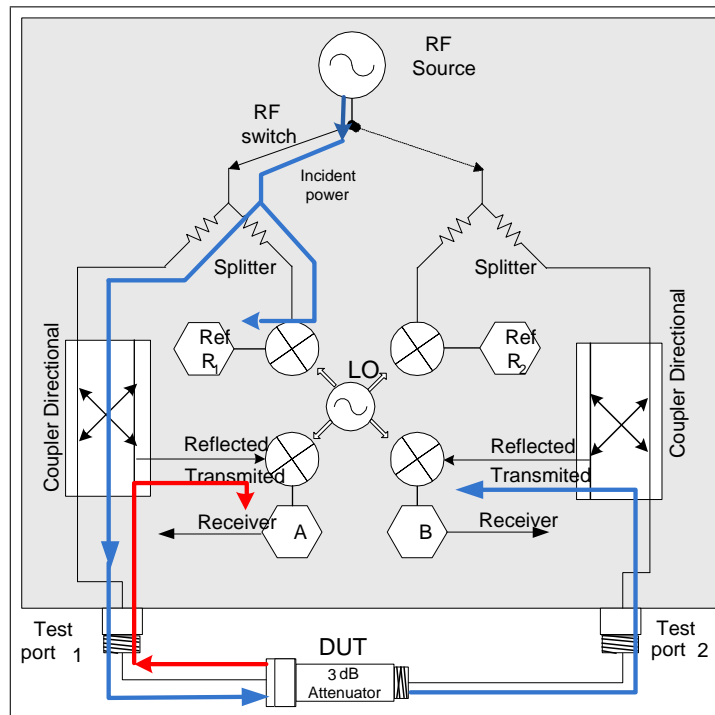 RF
Source
RF
switch
Incident
power
Splitter
Splitter
Ref
R1
Ref
R2
LO
Coupler Directional
Coupler Directional
Reflected
Transmited
Reflected
Transmited
Receiver
A
B
Receiver
Test
port 1
DUT
3 dB
Attenuator
Test
port 2